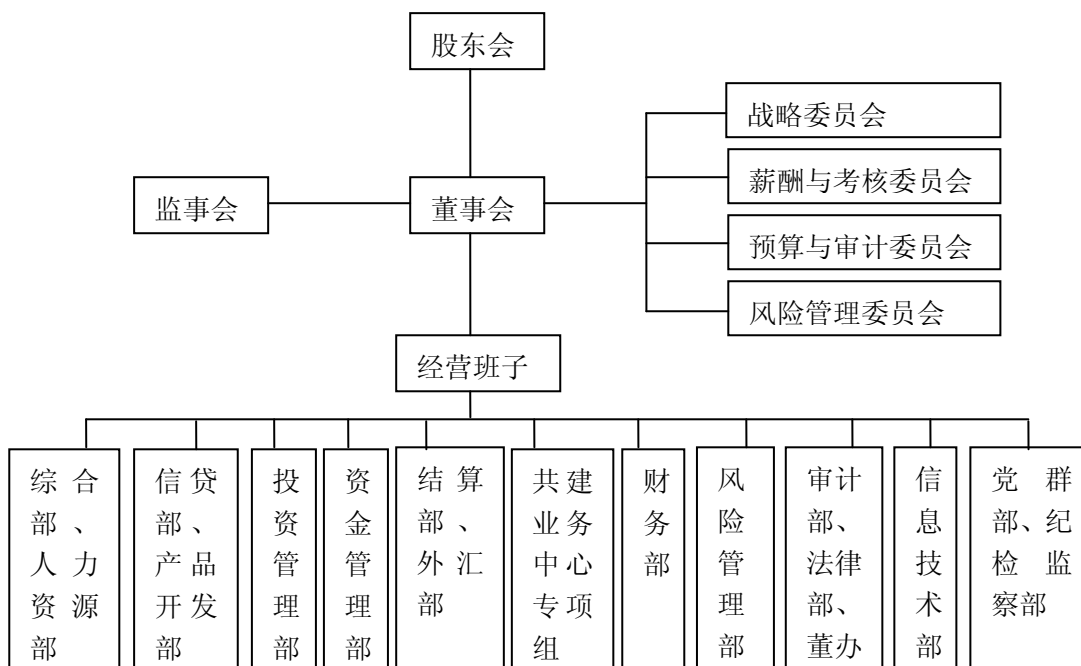 股东会
战略委员会
薪酬与考核委员会
监事会
董事会
预算与审计委员会
风险管理委员会
经营班子
综合
部、
人力
资源
部
信贷
部、
产品
开发
部
投
资
管
理
部
资
金
管
理
部
结算
部、
外汇
部
共建
业务
中心
专项
组
财
务
部
风
险
管
理
部
审计
部、
法律
部、
董办
信
息
技
术
部
党群
部、纪
检监
察部